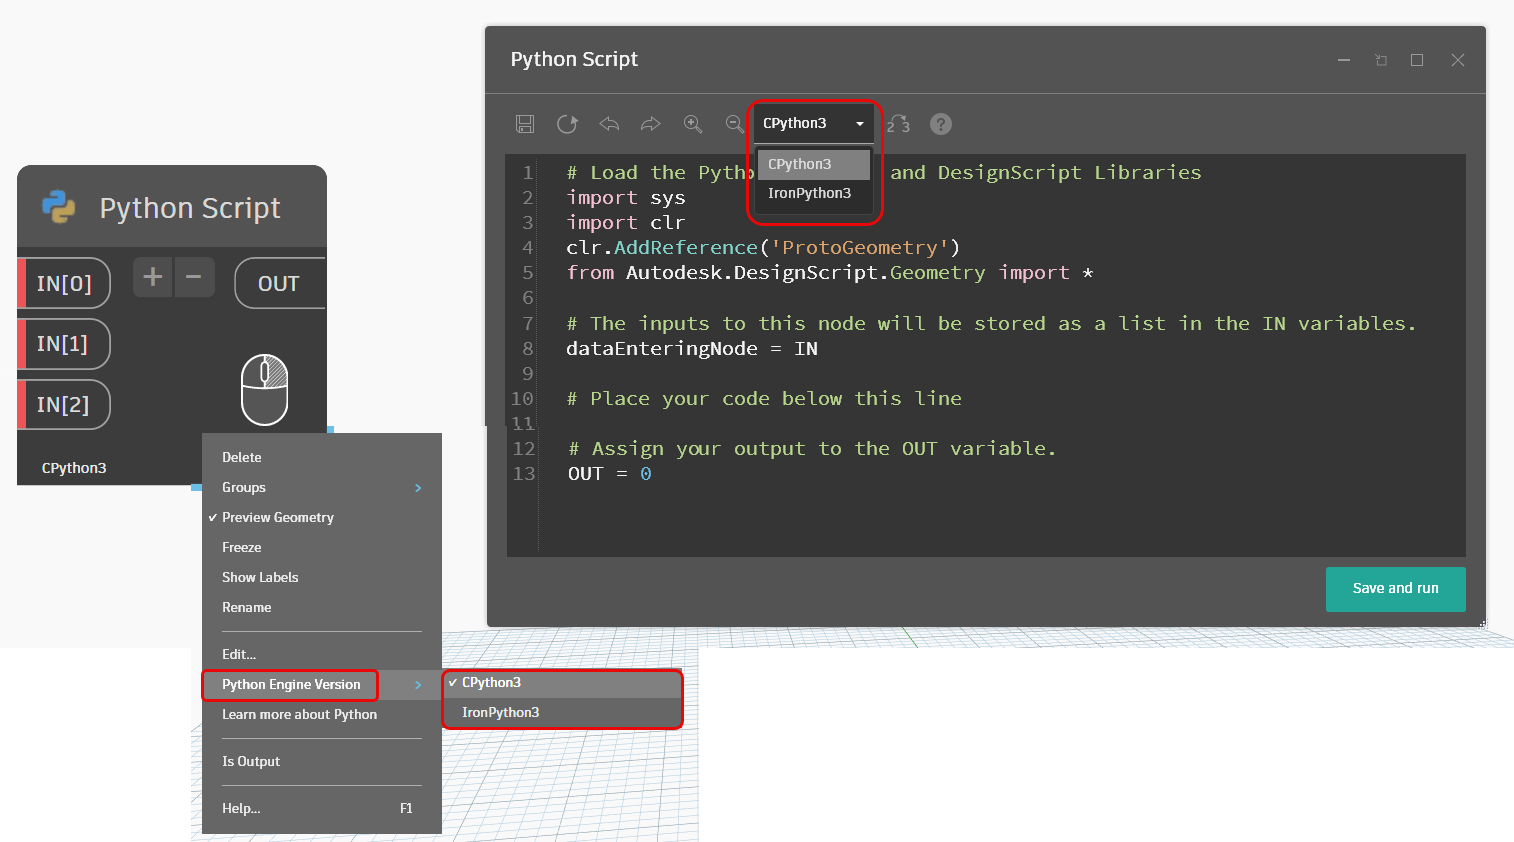 Python Script
IN[0]
+
−
OUT
IN[1]
IN[2]
CPython3
Delete
Groups
Preview Geometry
Freeze
Show Labels
Rename
Edit...
Python Engine Version
Learn more about Python
Is Output
Help... F1
CPython3
IronPython3
Python Script
CPython3
2 3
?
CPython3
IronPython3
1 # Load the Pytho and DesignScript Libraries
2 import sys
3 import clr
4 clr.AddReference('ProtoGeometry')
5 from Autodesk.DesignScript.Geometry import *
6
7 # The inputs to this node will be stored as a list in the IN variables.
8 dataEnteringNode = IN
9
10 # Place your code below this line
11
12 # Assign your output to the OUT variable.
13 OUT = 0
Save and run